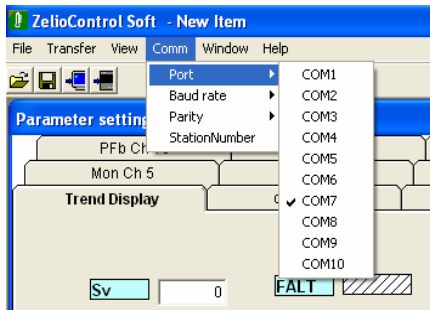 ZelioControl Soft - New Item
File Transfer View Comm Window Help
Port
Baud rate
Parity
StationNumber
COM1
COM2
COM3
COM4
COM5
COM6
COM7
COM8
COM9
COM10
Parameter setting
PFb Ch
Mon Ch 5
Trend Display
Sv 0 FALT